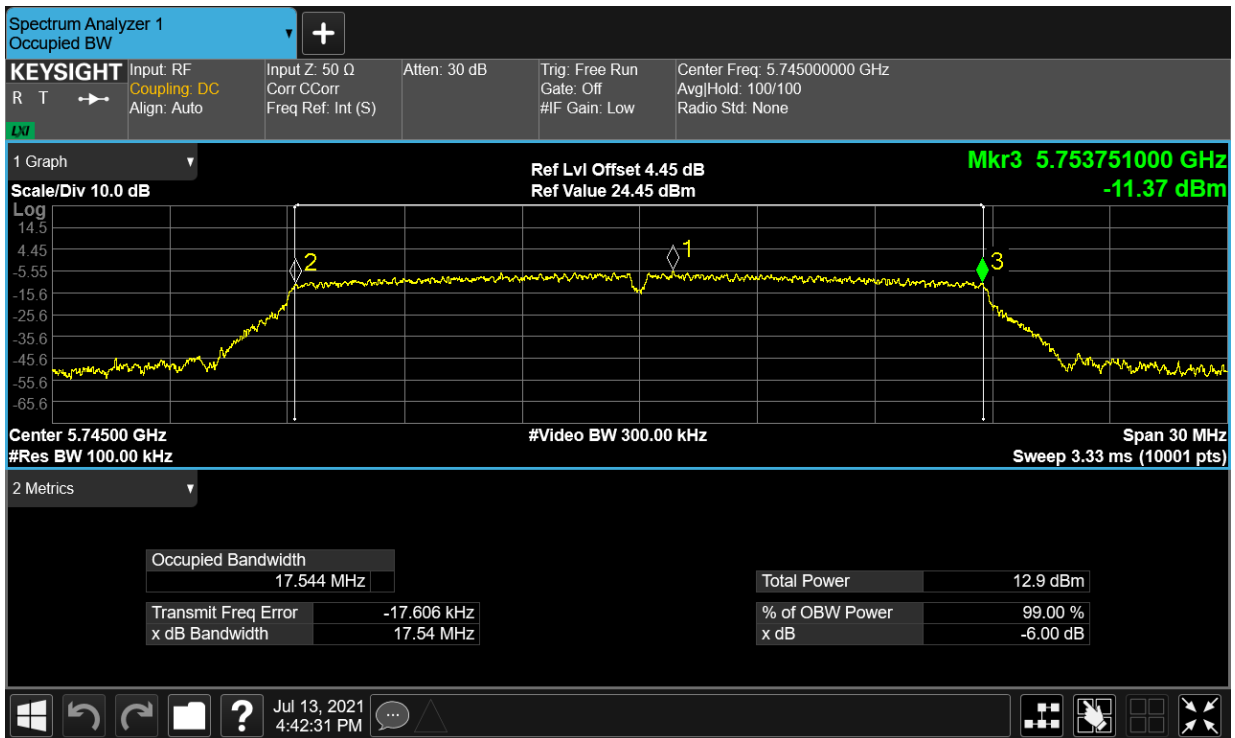 Spectrum Analyzer 1
Occupied BW
KEYSIGHT
R T
LXI
Input: RF
Coupling: DC
Align: Auto
Input Z: 50 Ω
Corr CCorr
Freq Ref: Int (S)
Atten: 30 dB
Trig: Free Run
Gate: Off
#IF Gain: Low
Center Freq: 5.745000000 GHz
Avg|Hold: 100/100
Radio Std: None
1 Graph
Scale/Div 10.0 dB
Ref Lvl Offset 4.45 dB
Ref Value 24.45 dBm
Mkr3 5.753751000 GHz
-11.37 dBm
Log
14.5
4.45
-5.55
-15.6
-25.6
-35.6
-45.6
-55.6
-65.6
2
1
3
Center 5.74500 GHz
#Res BW 100.00 kHz
#Video BW 300.00 kHz
Span 30 MHz
Sweep 3.33 ms (10001 pts)
2 Metrics
Occupied Bandwidth
17.544 MHz
Transmit Freq Error -17.606 kHz
x dB Bandwidth 17.54 MHz
Total Power 12.9 dBm
% of OBW Power 99.00 %
x dB -6.00 dB
?
Jul 13, 2021
4:42:31 PM